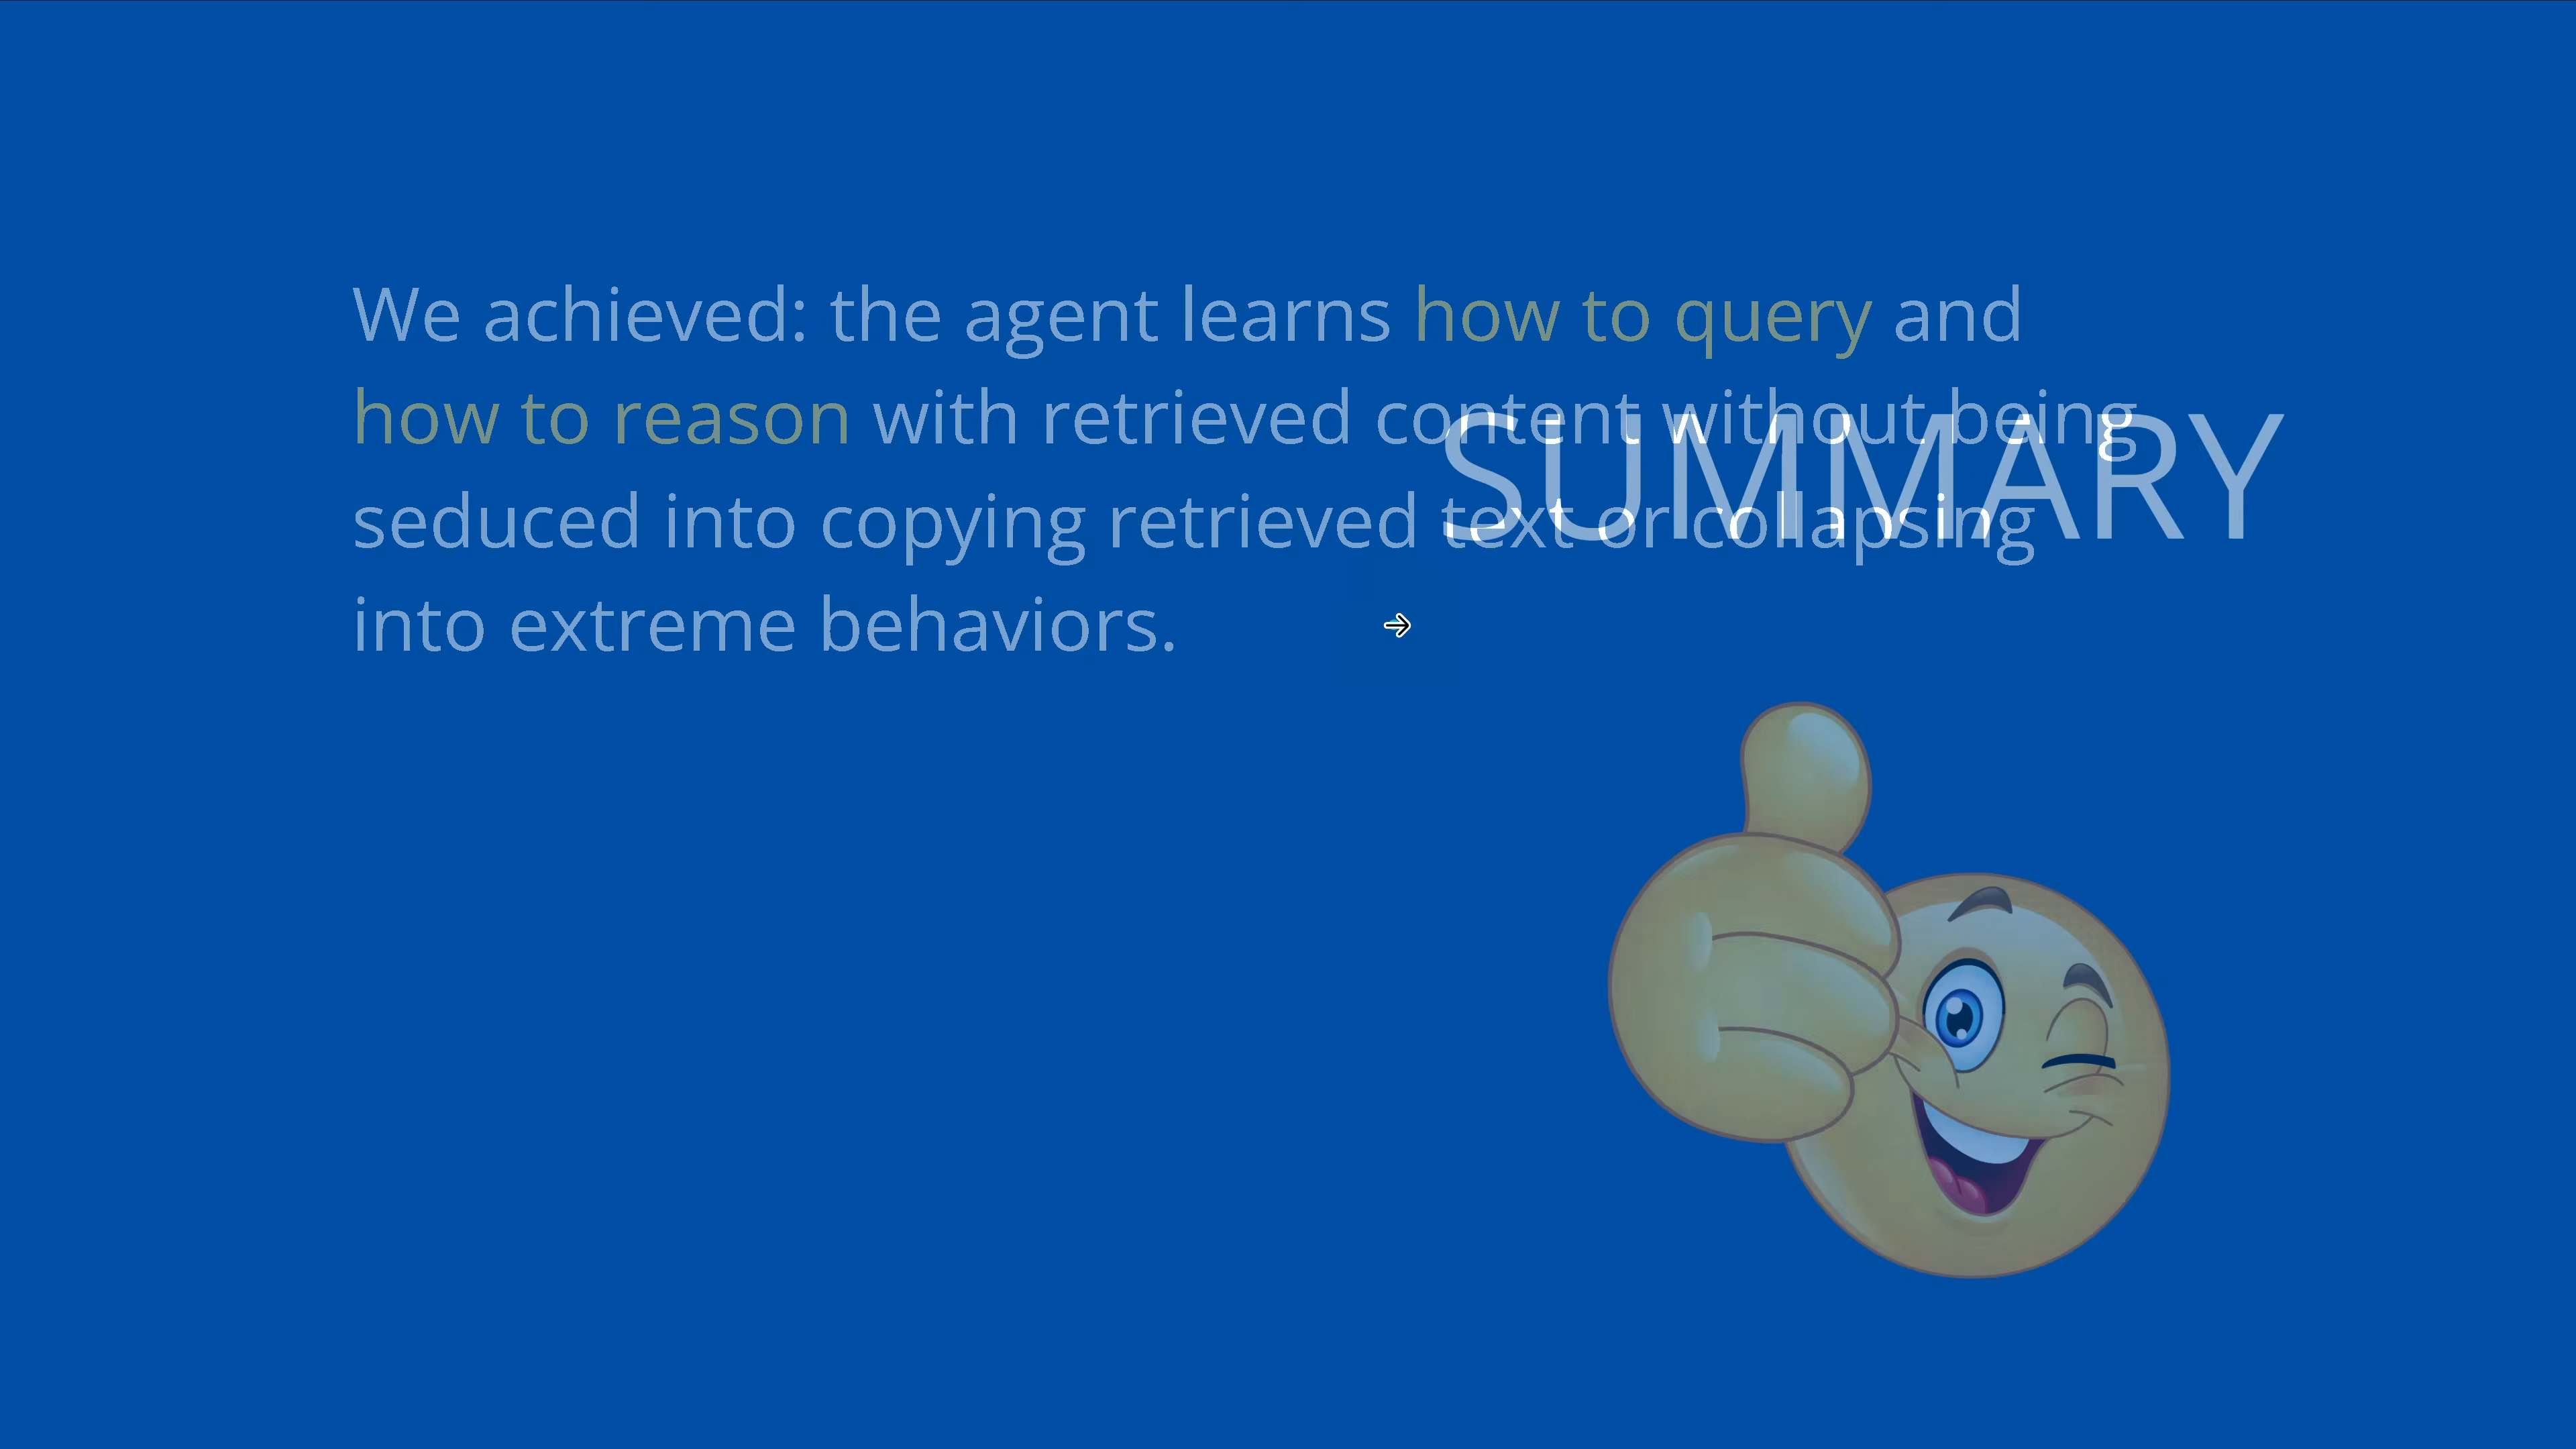 We achieved: the agent learns how to query and
how to reason with retrieved content without being
seduced into copying retrieved text or collapsing
into extreme behaviors.
SUMMARY